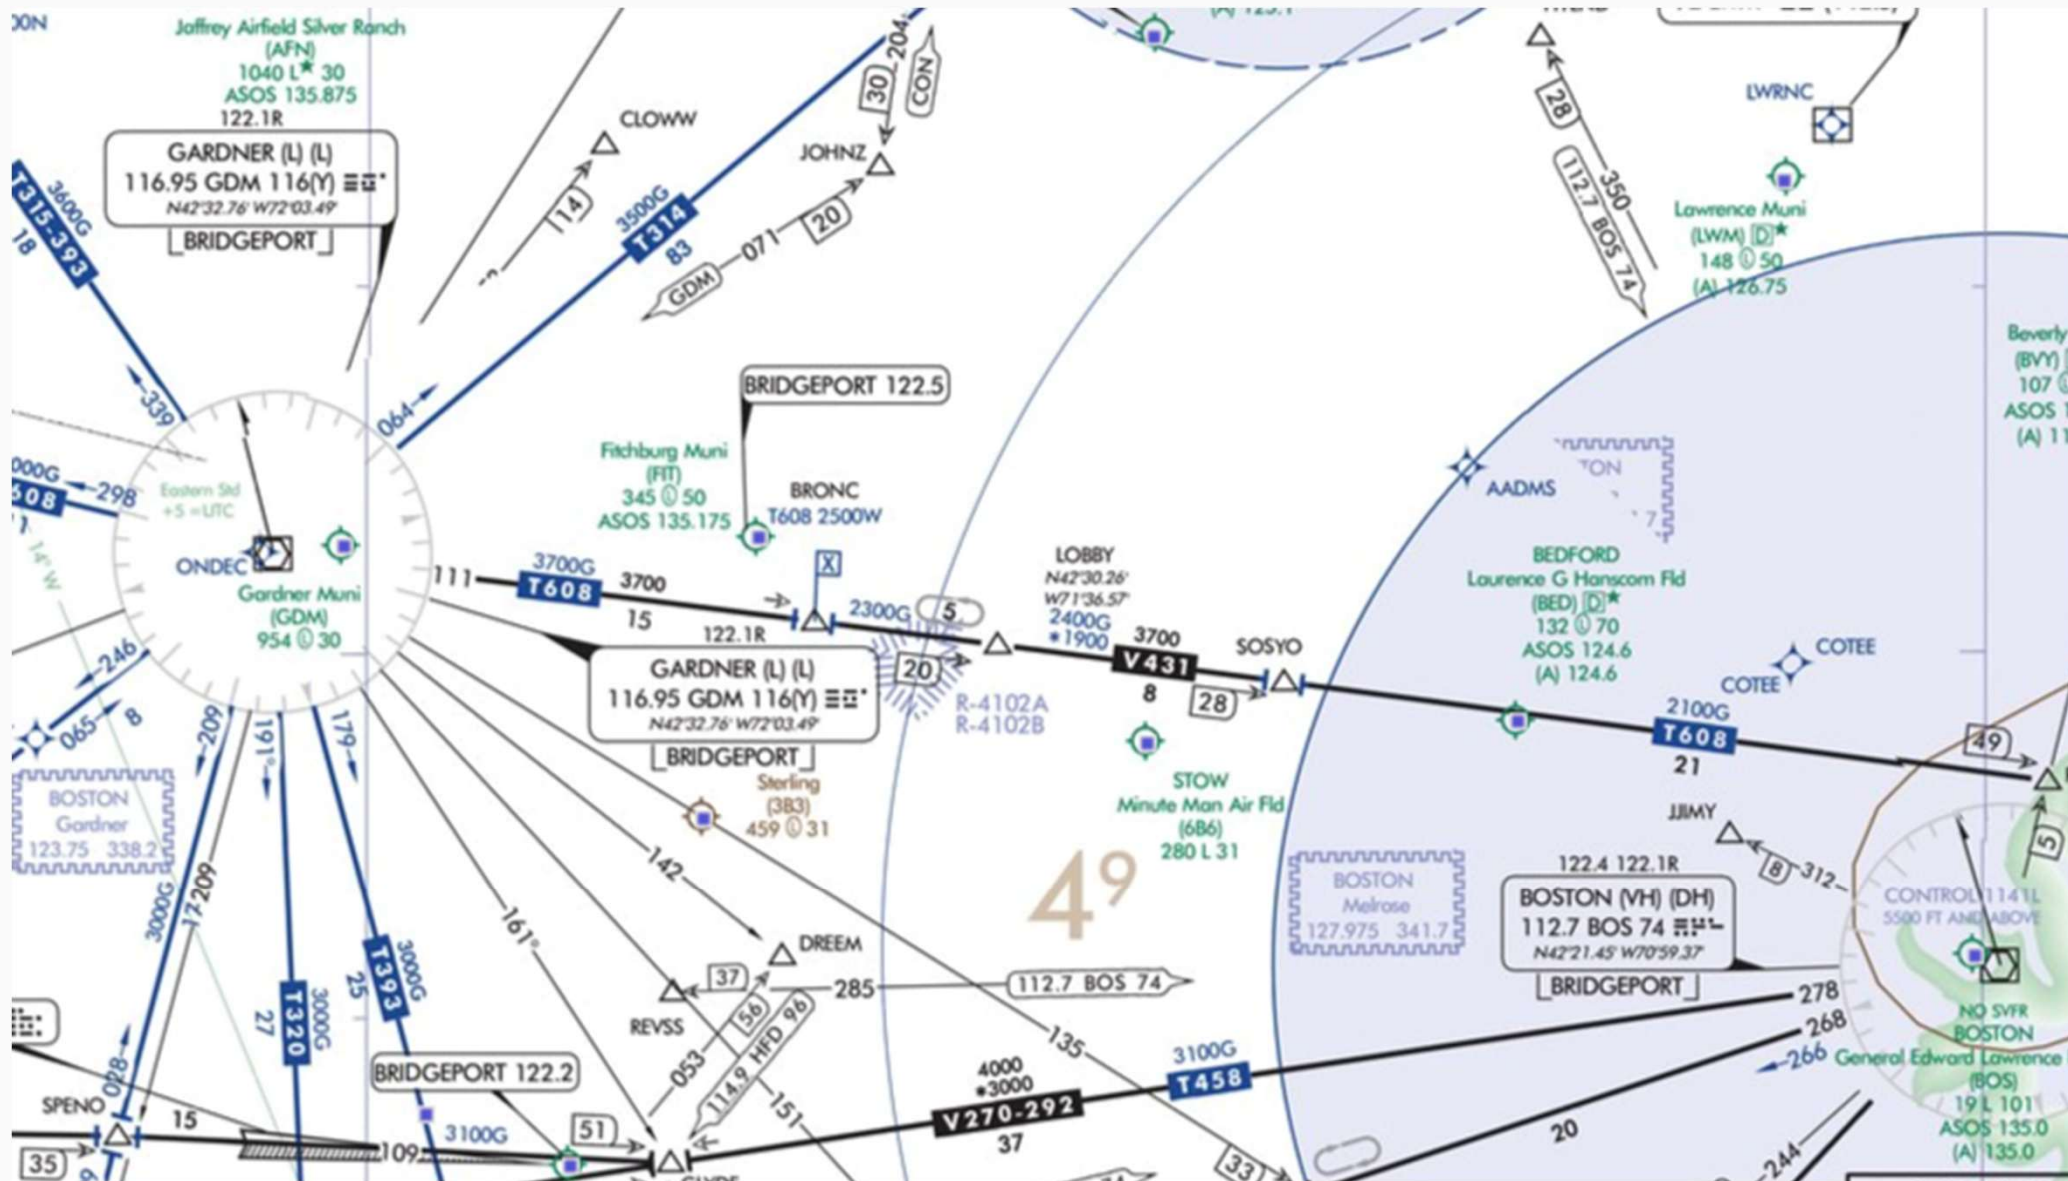 00N
Jaffrey Airfield Silver Ranch
(AFN)
1040 L★ 30
ASOS 135.875
122.1R
GARDNER (L) (L)
116.95 GDM 116(Y)
N42°32.76' W72°03.49'
BRIDGEPORT
T315-393
3600G
18
CLOWW
14
3500G
T314
83
204
30
CON
JOHNZ
20
071
GDM
28
350
112.7 BOS 74
LWRNC
Lawrence Muni
(LWM) D★
148 L 50
(A) 126.75
Beverly
(BVY)
107
ASOS 1
(A) 11
339
064
BRIDGEPORT 122.5
Fitchburg Muni
(FIT)
345 L 50
ASOS 135.175
BRONC
T608 2500W
X
000G
608
298
Eastern Std
+5 =UTC
14° W
ONDEC
Gardner Muni
(GDM)
954 L 30
111
3700G
T608
3700
15
2300G
5
LOBBY
N42°30.26'
W71°36.57'
2400G
*1900
3700
V431
8
28
SOSYO
AADMS
TON
7
BEDFORD
Laurence G Hanscom Fld
(BED) D★
132 L 70
ASOS 124.6
(A) 124.6
COTEE
COTEE
122.1R
GARDNER (L) (L)
116.95 GDM 116(Y)
N42°32.76' W72°03.49'
BRIDGEPORT
20
R-4102A
R-4102B
2100G
T608
21
49
246
065
8
209
191°
179
BOSTON
Gardner
123.75 338.2
Sterling
(3B3)
459 L 31
STOW
Minute Man Air Fld
(6B6)
280 L 31
JJIMY
8
312
5
3000G
17
209
142
161°
49
BOSTON
Melrose
127.975 341.7
122.4 122.1R
BOSTON (VH) (DH)
112.7 BOS 74
N42°21.45' W70°59.37'
BRIDGEPORT
CONTROL 1141L
5500 FT AND ABOVE
T393
3000G
25
T320
3000G
27
DREEM
37
285
112.7 BOS 74
REVSS
56
053
114.9 HFD 96
135
151
278
268
266
NO SVFR
BOSTON
General Edward Lawrence
(BOS)
19 L 101
ASOS 135.0
(A) 135.0
028
SPENO
15
35
BRIDGEPORT 122.2
3100G
109
51
4000
*3000
V270-292
37
3100G
T458
20
33
244